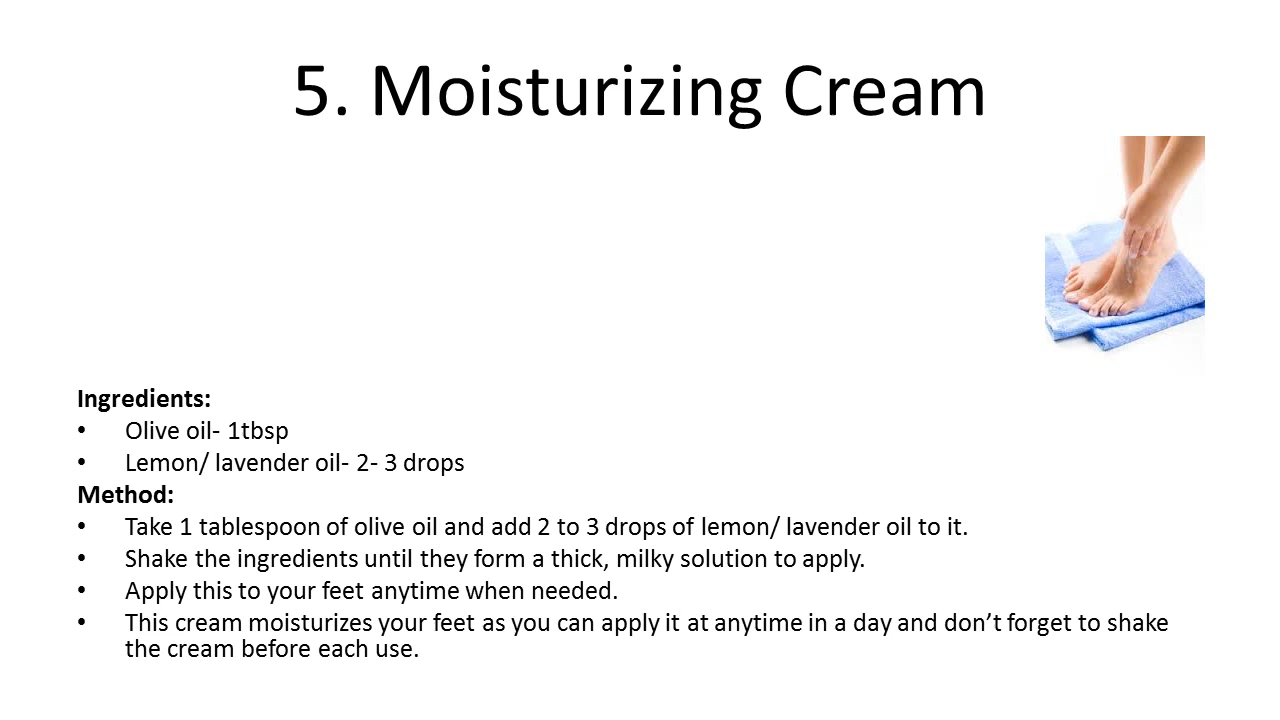 5. Moisturizing Cream
Ingredients:
• Olive oil- 1tbsp
• Lemon/ lavender oil- 2- 3 drops
Method:
• Take 1 tablespoon of olive oil and add 2 to 3 drops of lemon/ lavender oil to it.
• Shake the ingredients until they form a thick, milky solution to apply.
• Apply this to your feet anytime when needed.
• This cream moisturizes your feet as you can apply it at anytime in a day and don’t forget to shake
the cream before each use.